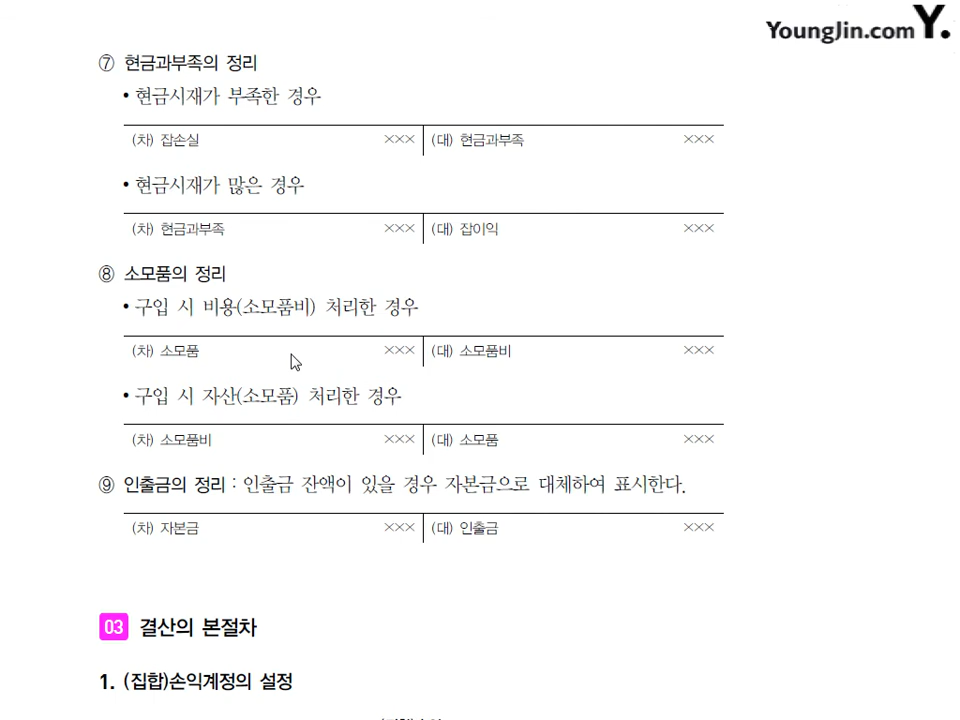 YoungJin.com Y.
⑦ 현금과부족의 정리
• 현금시재가 부족한 경우
(차) 잡손실 ××× (대) 현금과부족 ×××
• 현금시재가 많은 경우
(차) 현금과부족 ××× (대) 잡이익 ×××
⑧ 소모품의 정리
• 구입 시 비용(소모품비) 처리한 경우
(차) 소모품 ××× (대) 소모품비 ×××
• 구입 시 자산(소모품) 처리한 경우
(차) 소모품비 ××× (대) 소모품 ×××
⑨ 인출금의 정리 : 인출금 잔액이 있을 경우 자본금으로 대체하여 표시한다.
(차) 자본금 ××× (대) 인출금 ×××
03 결산의 본절차
1. (집합)손익계정의 설정